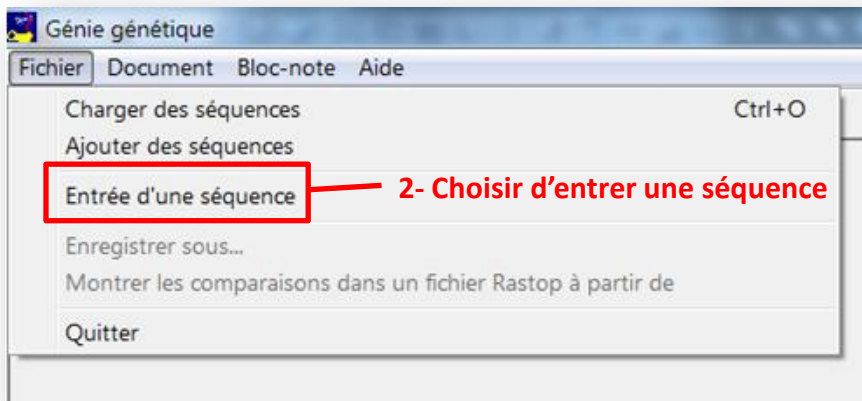 Génie génétique
Fichier Document Bloc-note Aide
Charger des séquences Ctrl+O
Ajouter des séquences
Entrée d'une séquence 2- Choisir d’entrer une séquence
Enregistrer sous...
Montrer les comparaisons dans un fichier Rastop à partir de
Quitter